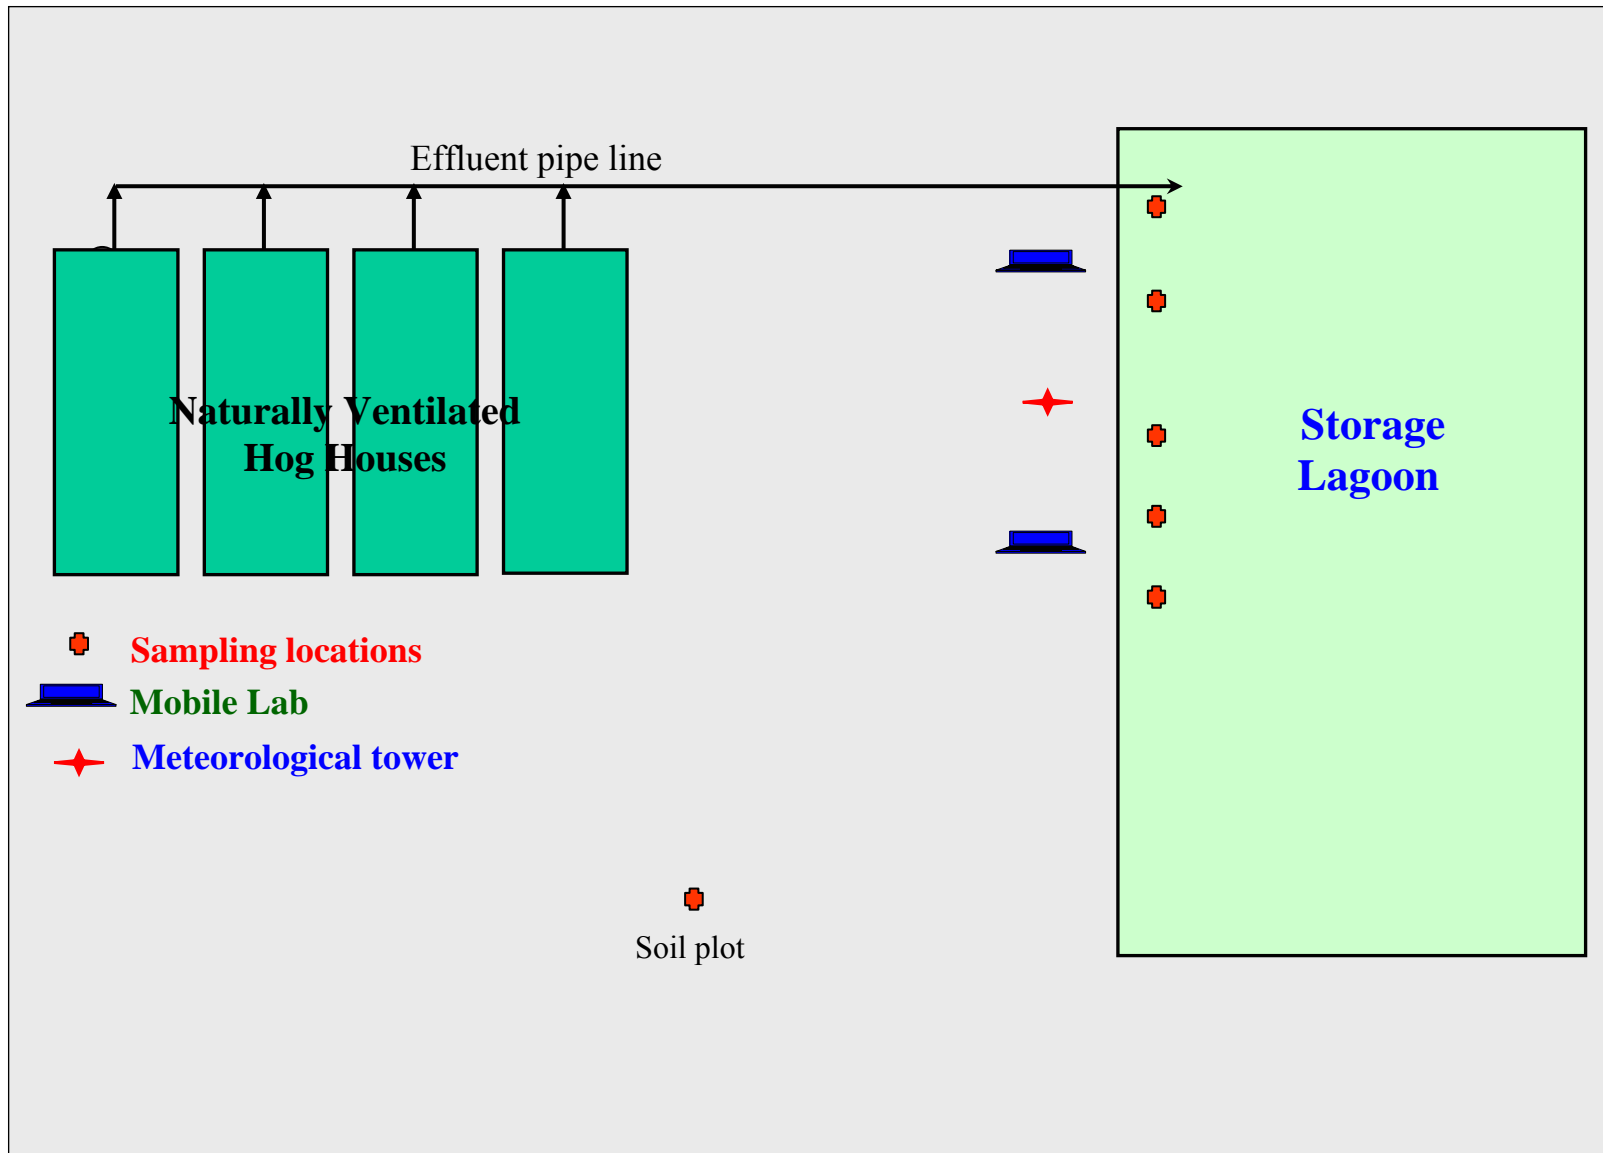 Effluent pipe line
Naturally Ventilated
Hog Houses
Storage
Lagoon
Sampling locations
Mobile Lab
Meteorological tower
Soil plot